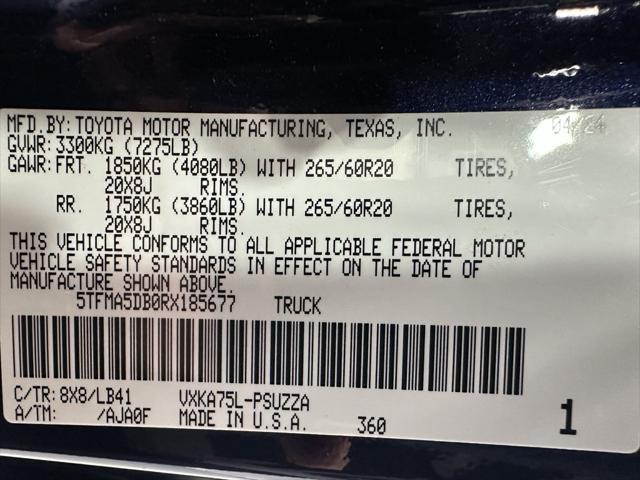 MFD.BY:TOYOTA MOTOR MANUFACTURING, TEXAS, INC. 04/24
GVWR:3300KG (7275LB)
GAWR:FRT. 1850KG (4080LB) WITH 265/60R20 TIRES,
20X8J RIMS.
RR. 1750KG (3860LB) WITH 265/60R20 TIRES,
20X8J RIMS.
THIS VEHICLE CONFORMS TO ALL APPLICABLE FEDERAL MOTOR
VEHICLE SAFETY STANDARDS IN EFFECT ON THE DATE OF
MANUFACTURE SHOWN ABOVE.
5TFMA5DB0RX185677 TRUCK
C/TR:8X8/LB41 VXKA75L-PSUZZA
A/TM: /AJA0F MADE IN U.S.A. 360 1